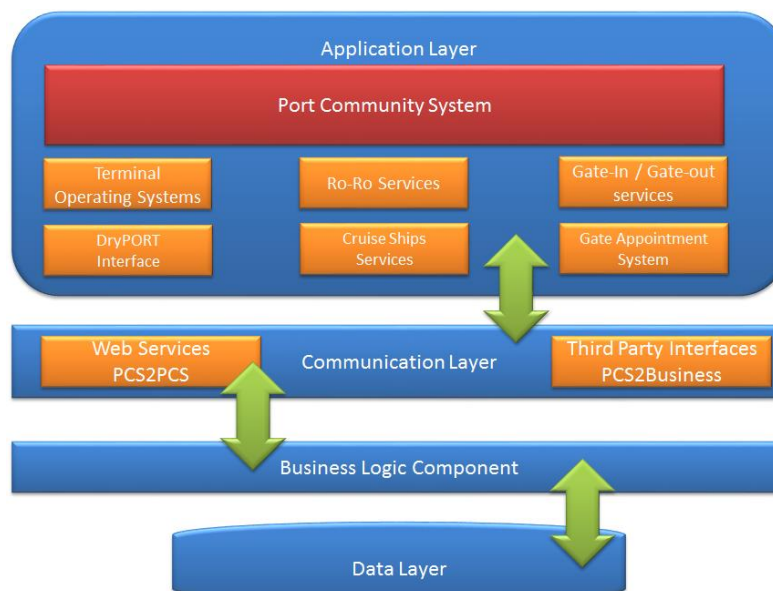 Application Layer
Port Community System
Terminal
Operating Systems
Ro-Ro Services
Gate-In / Gate-out
services
DryPORT
Interface
Cruise Ships
Services
Gate Appointment
System
Web Services
PCS2PCS
Communication Layer
Third Party Interfaces
PCS2Business
Business Logic Component
Data Layer